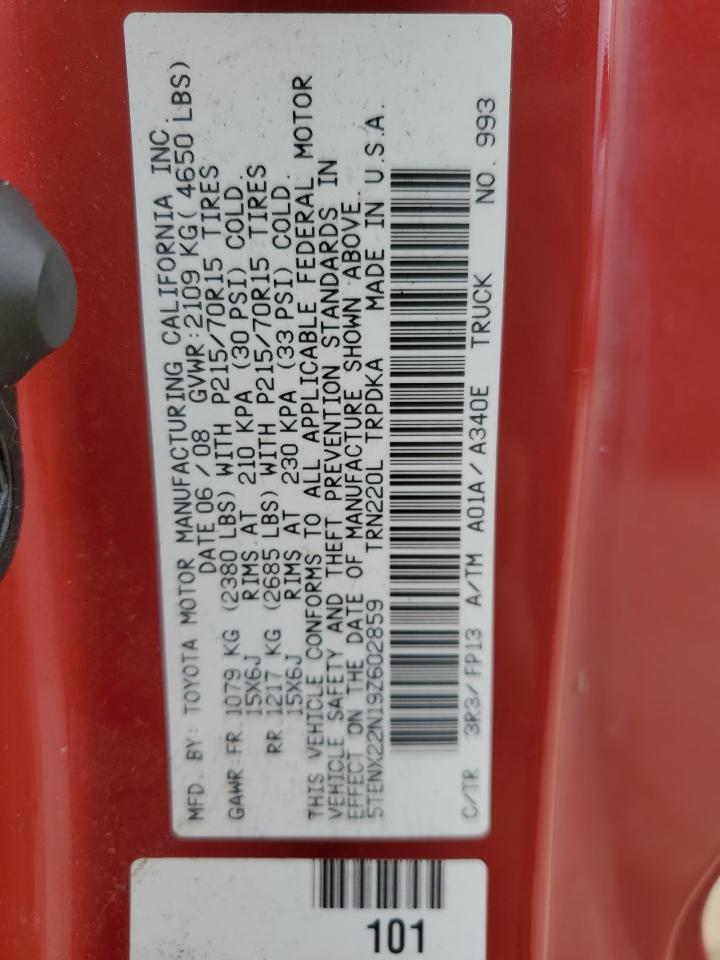 MFD. BY: TOYOTA MOTOR MANUFACTURING CALIFORNIA INC.
DATE 06 / 08 GVWR: 2109 KG( 4650 LBS)
GAWR: FR. 1079 KG (2380 LBS) WITH P215/70R15 TIRES
15X6J RIMS. AT 210 KPA (30 PSI) COLD.
RR. 1217 KG (2685 LBS) WITH P215/70R15 TIRES
15X6J RIMS AT 230 KPA (33 PSI) COLD.
THIS VEHICLE CONFORMS TO ALL APPLICABLE FEDERAL MOTOR
VEHICLE SAFETY AND THEFT PREVENTION STANDARDS IN
EFFECT ON THE DATE OF MANUFACTURE SHOWN ABOVE.
5TENX22N19Z602859 TRN220L TRPDKA MADE IN U.S.A.
C/TR 3R3/ FP13 A/TM A01A/ A340E TRUCK NO. 993
101